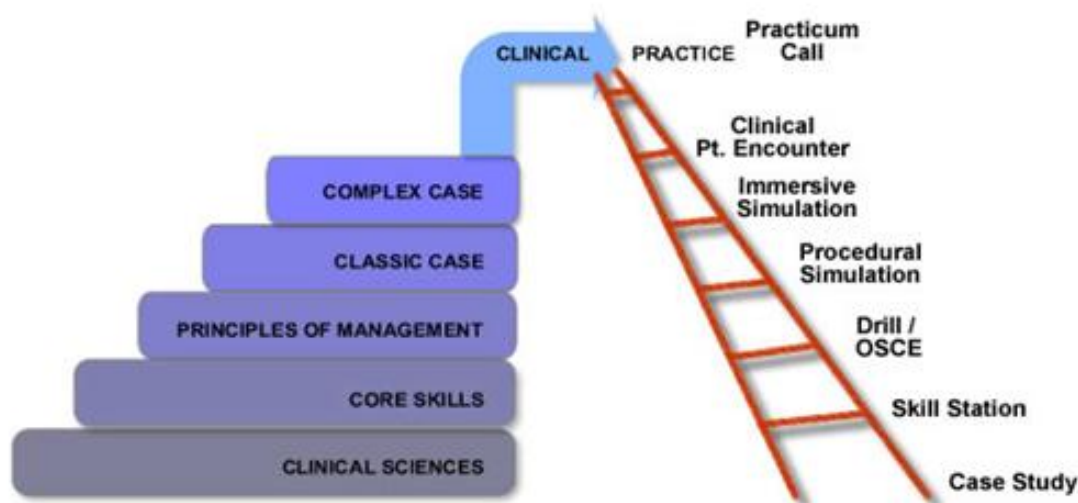 CLINICAL PRACTICE
Practicum
Call
Clinical
Pt. Encounter
COMPLEX CASE
Immersive
Simulation
CLASSIC CASE
Procedural
Simulation
PRINCIPLES OF MANAGEMENT
Drill /
OSCE
CORE SKILLS
Skill Station
CLINICAL SCIENCES
Case Study